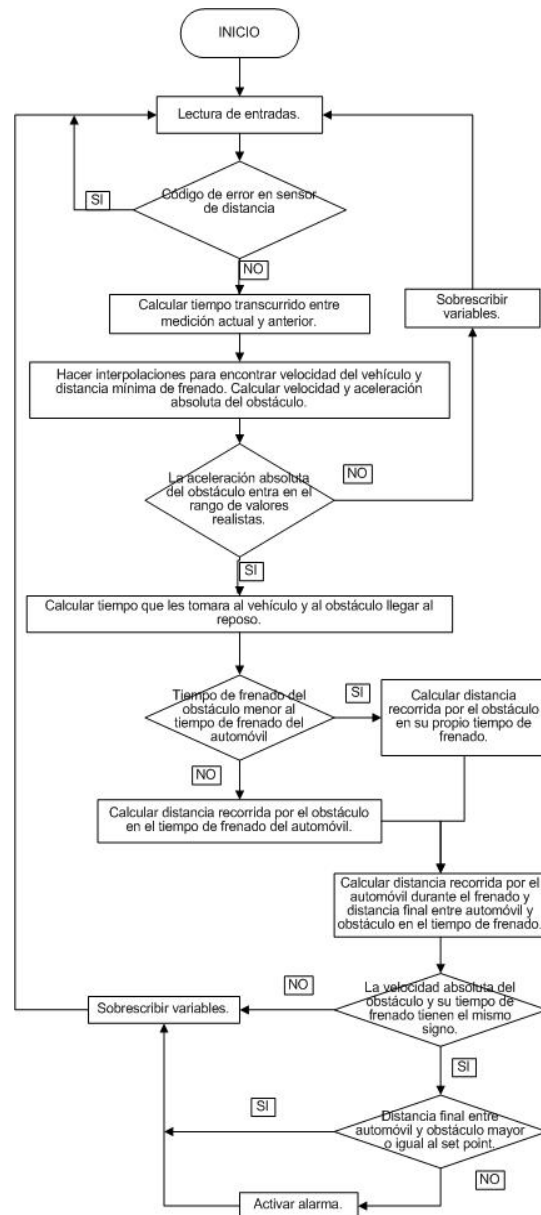 INICIO
Lectura de entradas.
SI
Código de error en sensor
de distancia
NO
Calcular tiempo transcurrido entre
medición actual y anterior.
Sobrescribir
variables.
Hacer interpolaciones para encontrar velocidad del vehículo y
distancia mínima de frenado. Calcular velocidad y aceleración
absoluta del obstáculo.
La aceleración absoluta
del obstáculo entra en el
rango de valores
realistas.
NO
SI
Calcular tiempo que les tomara al vehículo y al obstáculo llegar al
reposo.
Tiempo de frenado del
obstáculo menor al
tiempo de frenado del
automóvil
SI
Calcular distancia
recorrida por el obstáculo
en su propio tiempo de
frenado.
NO
Calcular distancia recorrida por el obstáculo
en el tiempo de frenado del automóvil.
Calcular distancia recorrida por el
automóvil durante el frenado y
distancia final entre automóvil y
obstáculo en el tiempo de frenado.
La velocidad absoluta del
obstáculo y su tiempo de
frenado tienen el mismo
signo.
NO
Sobrescribir variables.
SI
Distancia final entre
automóvil y obstáculo mayor
o igual al set point.
SI
NO
Activar alarma.